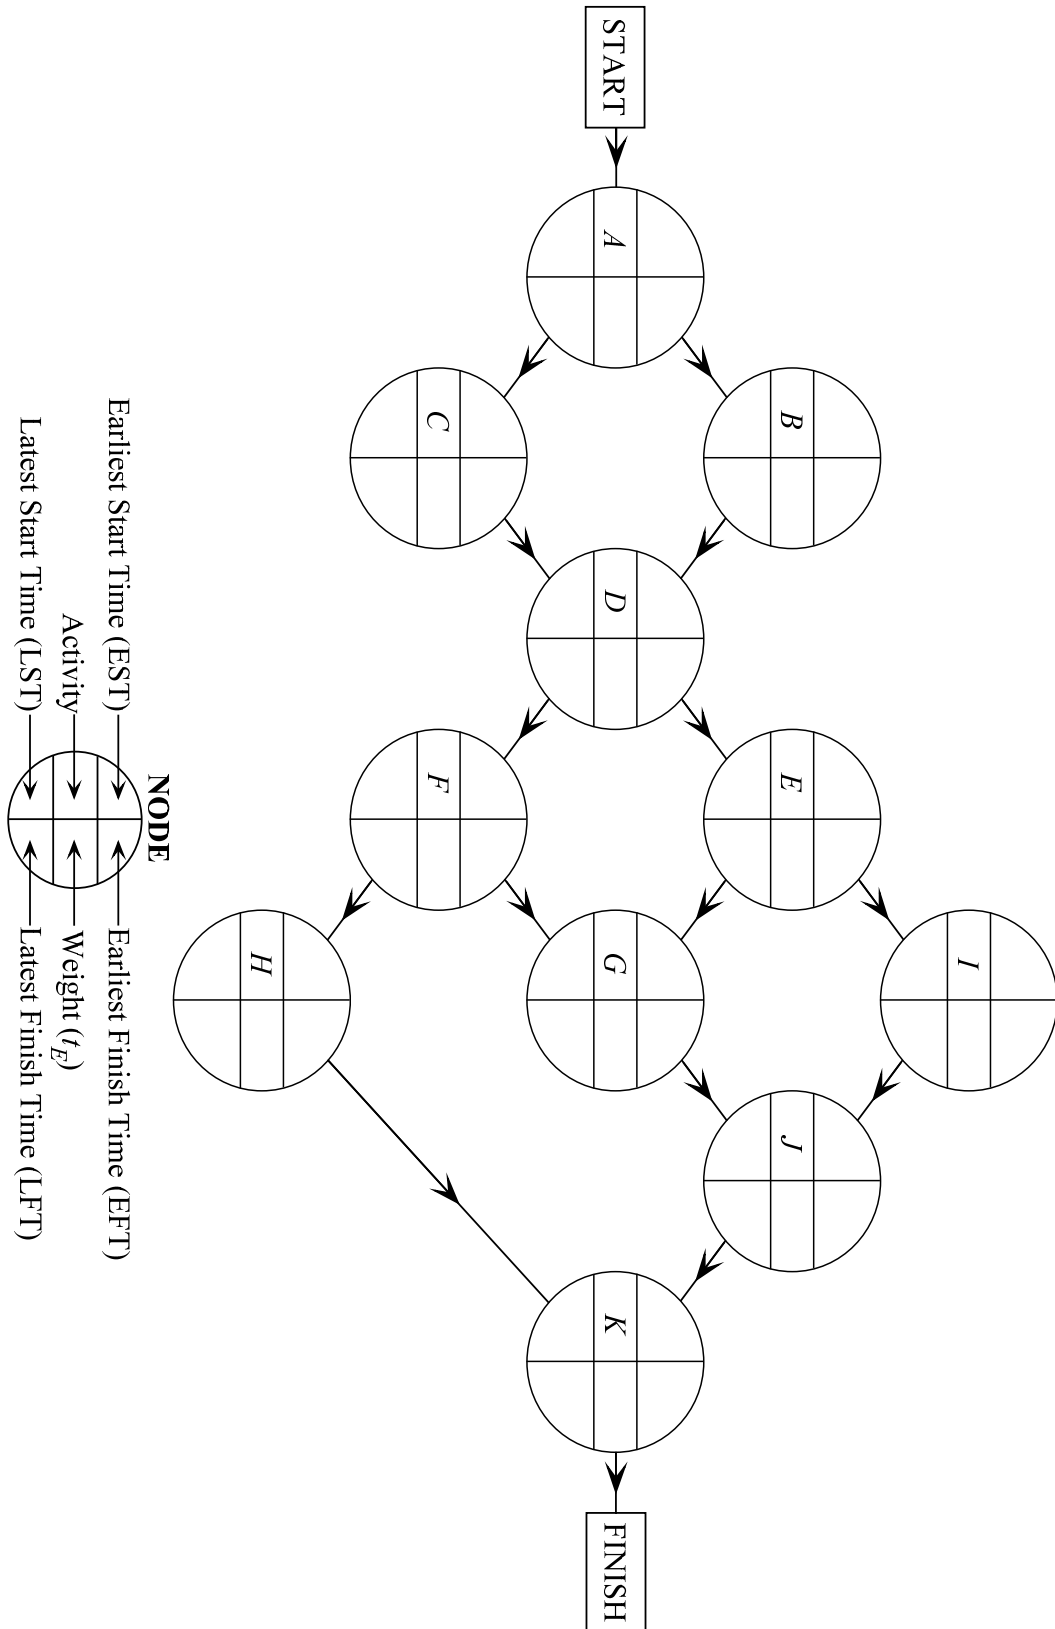 START
A
B
C
D
E
F
I
G
H
J
K
FINISH
NODE
Earliest Start Time (EST)
Earliest Finish Time (EFT)
Activity
Weight (t_E)
Latest Start Time (LST)
Latest Finish Time (LFT)